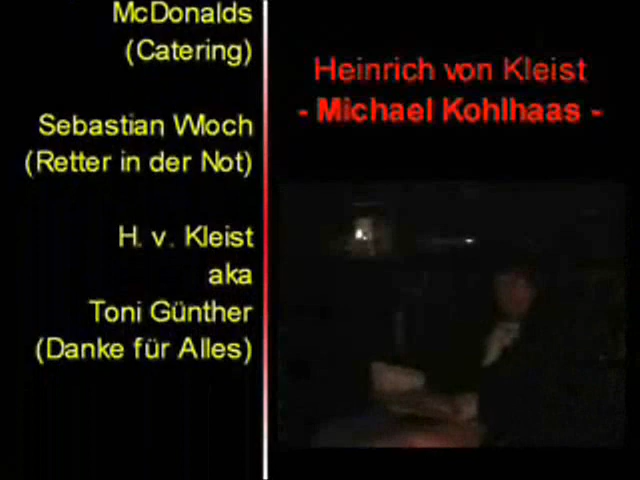 McDonalds
(Catering)
Sebastian Wloch
(Retter in der Not)
H. v. Kleist
aka
Toni Günther
(Danke für Alles)
Heinrich von Kleist
- Michael Kohlhaas -